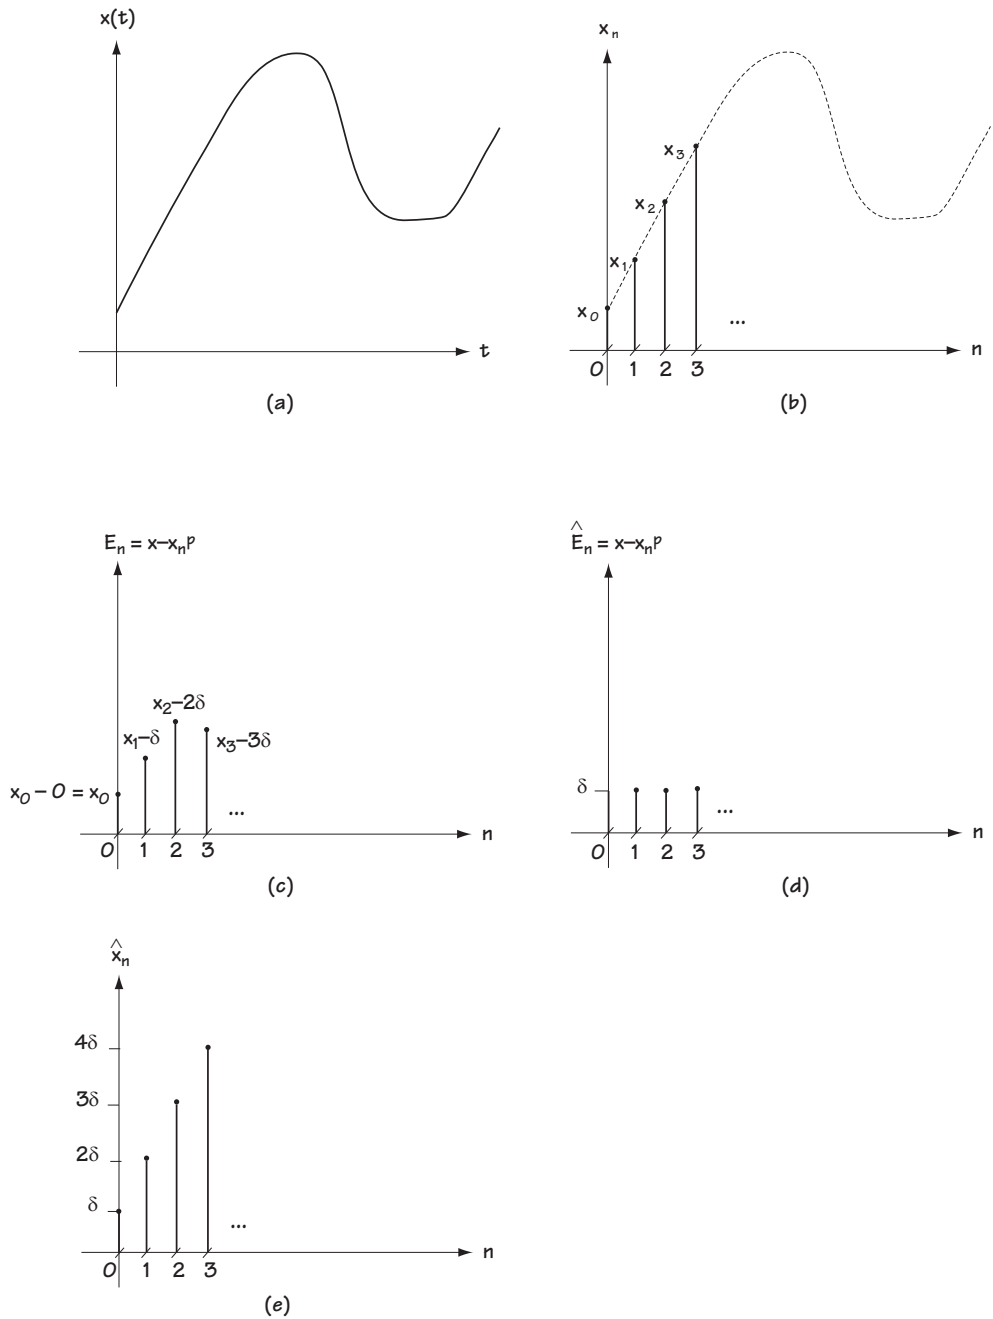 x(t)
t
(a)
xₙ
x₃
x₂
x₁
x₀
...
n
0 1 2 3
(b)
Eₙ = x–xₙᵖ
x₂–2δ
x₁–δ
x₃–3δ
x₀ – 0 = x₀
...
n
0 1 2 3
(c)
Êₙ = x–xₙᵖ
δ
...
n
0 1 2 3
(d)
x̂ₙ
4δ
3δ
2δ
δ
...
n
0 1 2 3
(e)